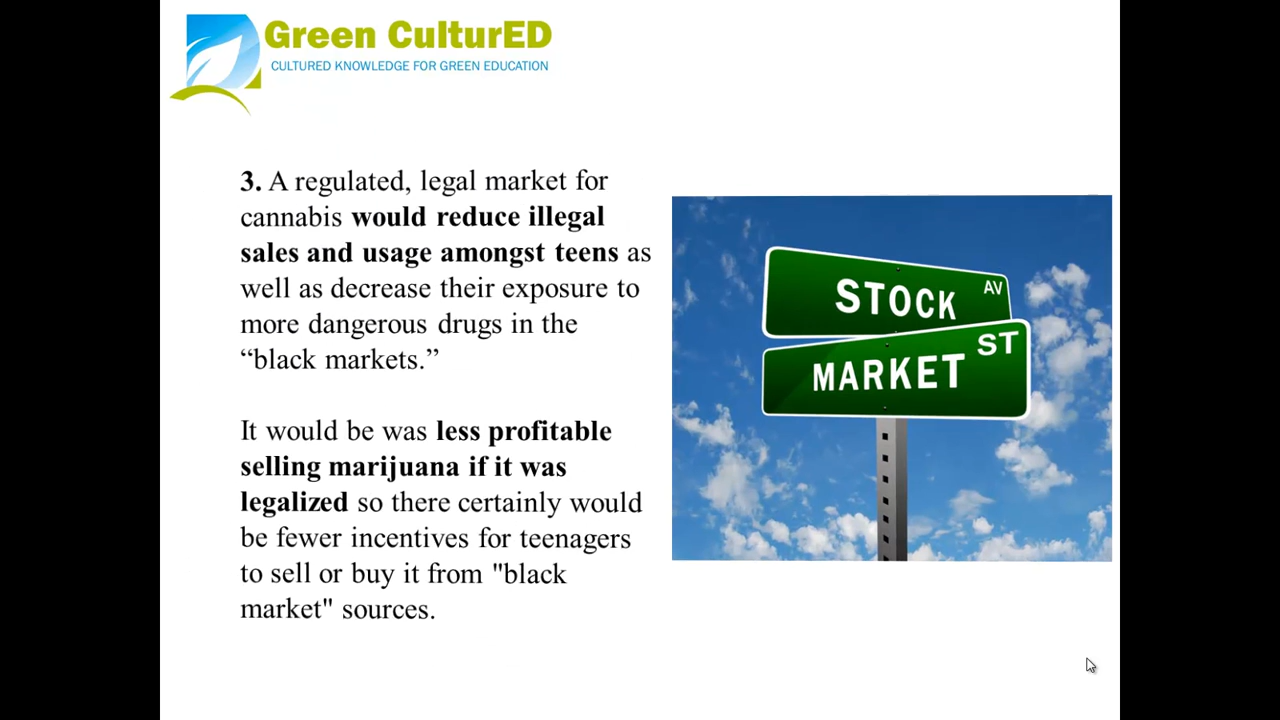 Green CulturED
CULTURED KNOWLEDGE FOR GREEN EDUCATION
3. A regulated, legal market for
cannabis would reduce illegal
sales and usage amongst teens as
well as decrease their exposure to
more dangerous drugs in the
“black markets.”
It would be was less profitable
selling marijuana if it was
legalized so there certainly would
be fewer incentives for teenagers
to sell or buy it from "black
market" sources.
STOCK AV
MARKET ST